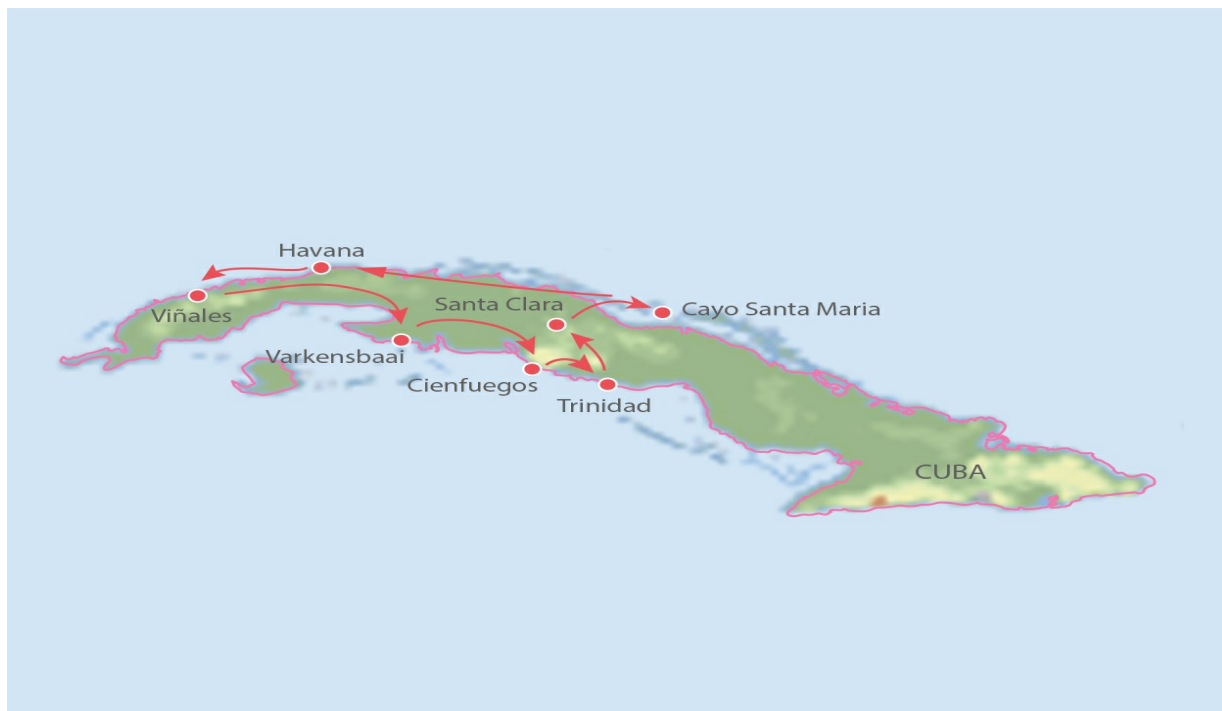 Havana
Santa Clara
Cayo Santa Maria
Viñales
Varkensbaai
Cienfuegos
Trinidad
CUBA